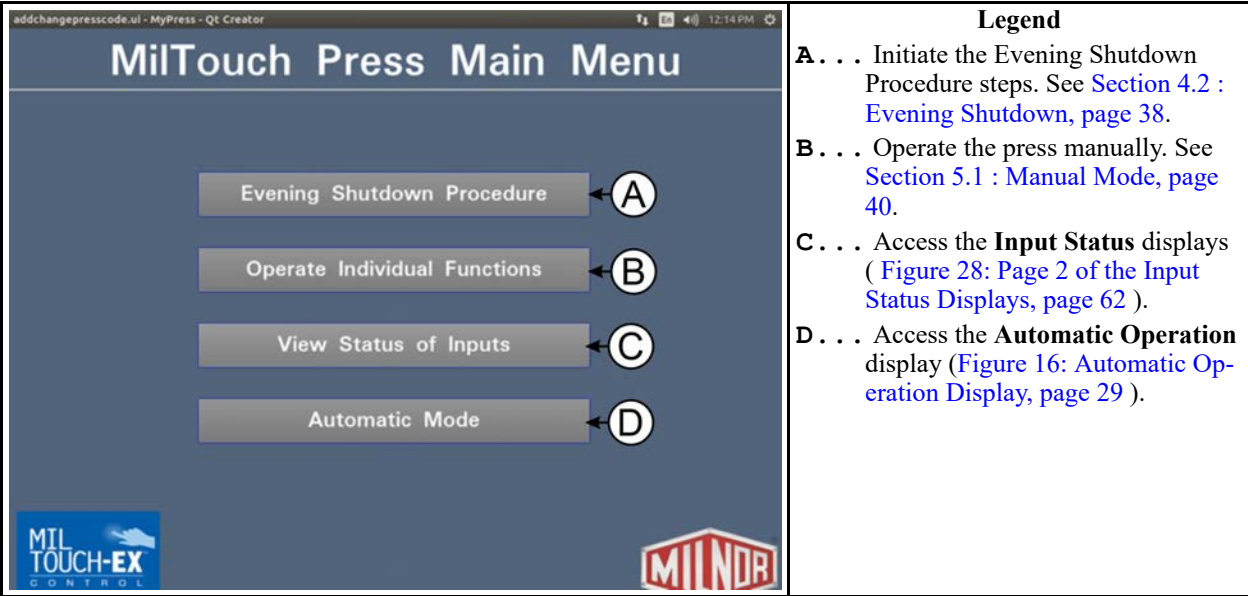 addchangepresscode.ui - MyPress - Qt Creator
En 12:14 PM
MilTouch Press Main Menu
Evening Shutdown Procedure
A
Operate Individual Functions
B
View Status of Inputs
C
Automatic Mode
D
MIL
TOUCH-EX
CONTROL
MILNOR
Legend
A... Initiate the Evening Shutdown
Procedure steps. See Section 4.2 :
Evening Shutdown, page 38.
B... Operate the press manually. See
Section 5.1 : Manual Mode, page
40.
C... Access the Input Status displays
( Figure 28: Page 2 of the Input
Status Displays, page 62 ).
D... Access the Automatic Operation
display (Figure 16: Automatic Op-
eration Display, page 29 ).